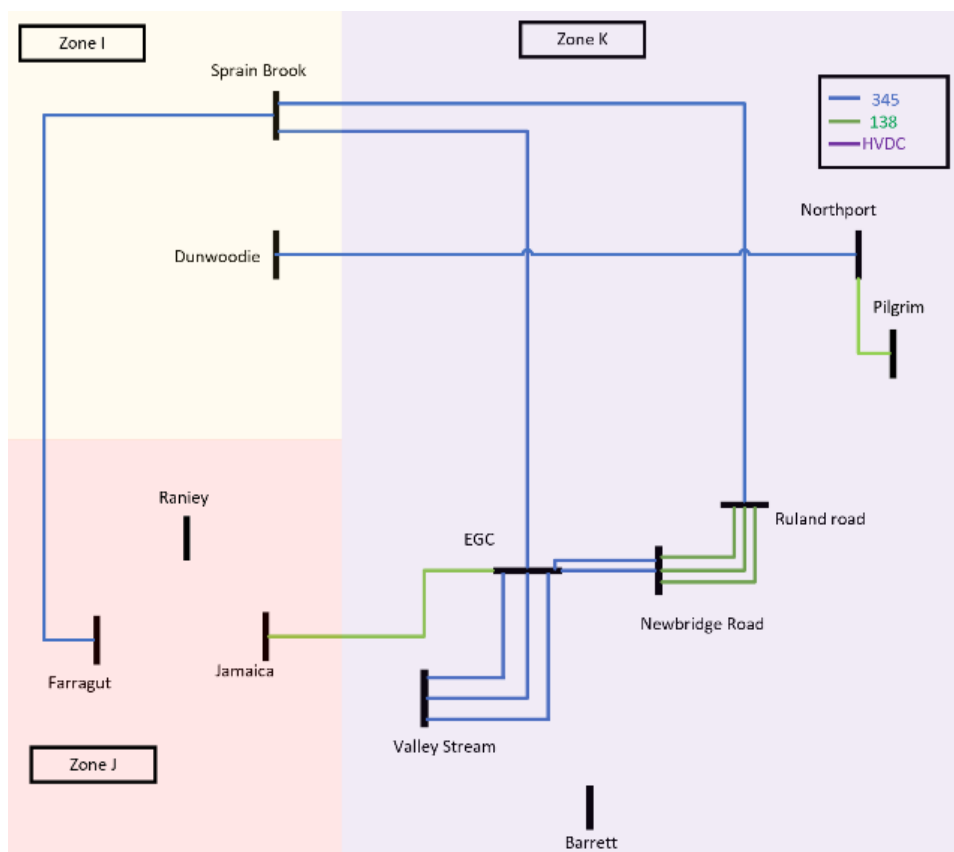 Zone I
Zone K
Sprain Brook
345
138
HVDC
Northport
Dunwoodie
Pilgrim
Raniey
EGC
Ruland road
Newbridge Road
Jamaica
Farragut
Valley Stream
Zone J
Barrett